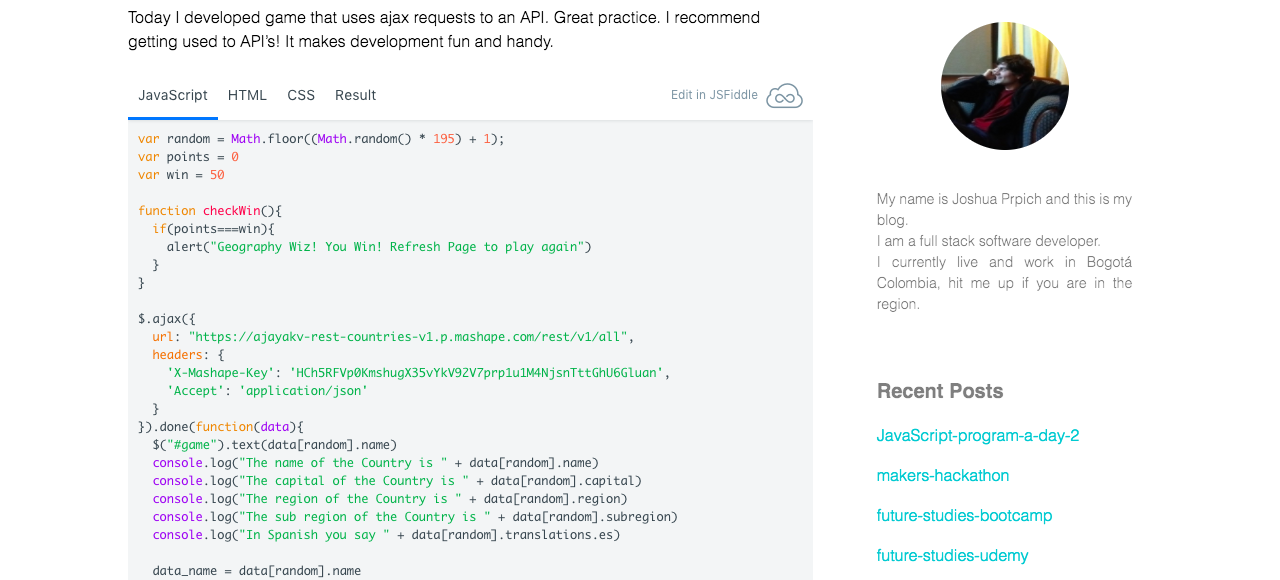 Today I developed game that uses ajax requests to an API. Great practice. I recommend
getting used to API's! It makes development fun and handy.
JavaScript HTML CSS Result Edit in JSFiddle
var random = Math.floor((Math.random() * 195) + 1);
var points = 0
var win = 50
function checkWin(){
if(points===win){
alert("Geography Wiz! You Win! Refresh Page to play again")
}
}
$.ajax({
url: "https://ajayakv-rest-countries-v1.p.mashape.com/rest/v1/all",
headers: {
'X-Mashape-Key': 'HCh5RFVp0KmshugX35vYkV9ZV7prp1u1M4NjsnTttGhU6Gluan',
'Accept': 'application/json'
}
}).done(function(data){
$("#game").text(data[random].name)
console.log("The name of the Country is " + data[random].name)
console.log("The capital of the Country is " + data[random].capital)
console.log("The region of the Country is " + data[random].region)
console.log("The sub region of the Country is " + data[random].subregion)
console.log("In Spanish you say " + data[random].translations.es)
data_name = data[random].name
My name is Joshua Prpich and this is my
blog.
I am a full stack software developer.
I currently live and work in Bogotá
Colombia, hit me up if you are in the
region.
Recent Posts
JavaScript-program-a-day-2
makers-hackathon
future-studies-bootcamp
future-studies-udemy